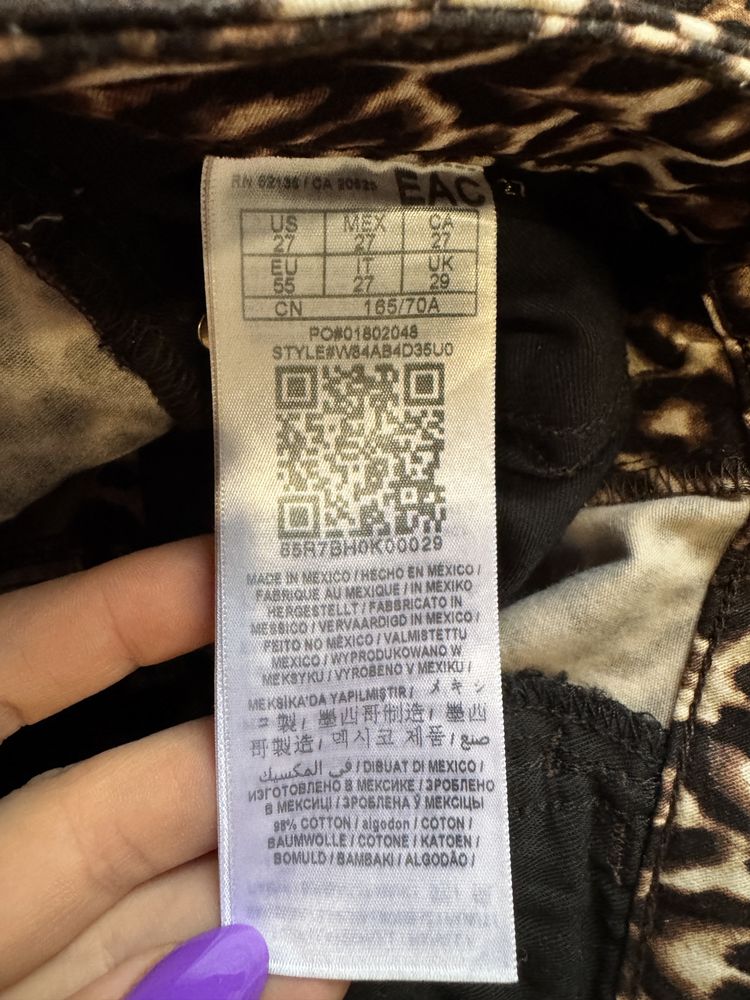 RN 62136 / CA 20625 EAC
US MEX CA
27 27 27
EU IT UK
55 27 29
CN 165/70A
PO#01802048
STYLE#W84AB4D35U0
65R7BH0K00029
MADE IN MEXICO / HECHO EN MÉXICO /
FABRIQUÉ AU MEXIQUE / IN MEXIKO
HERGESTELLT / FABBRICATO IN
MESSICO / VERVAARDIGD IN MEXICO /
FEITO NO MÉXICO / VALMISTETTU
MEXICO / WYPRODUKOWANO W
MEKSYKU / VYROBENO V MEXIKU /
MEKSIKA'DA YAPILMIŞTIR / メキシ
コ製 / 墨西哥制造 / 墨西
哥製造 / 멕시코 제품 / صنع
في المكسيك / DIBUAT DI MEXICO /
ИЗГОТОВЛЕНО В МЕКСИКЕ / ЗРОБЛЕНО
В МЕКСИЦІ / ЗРОБЛЕНА Ў МЕКСІЦЫ
98% COTTON / algodon / COTON /
BAUMWOLLE / COTONE / KATOEN /
BOMULD / BAMBAKI / ALGODÃO /